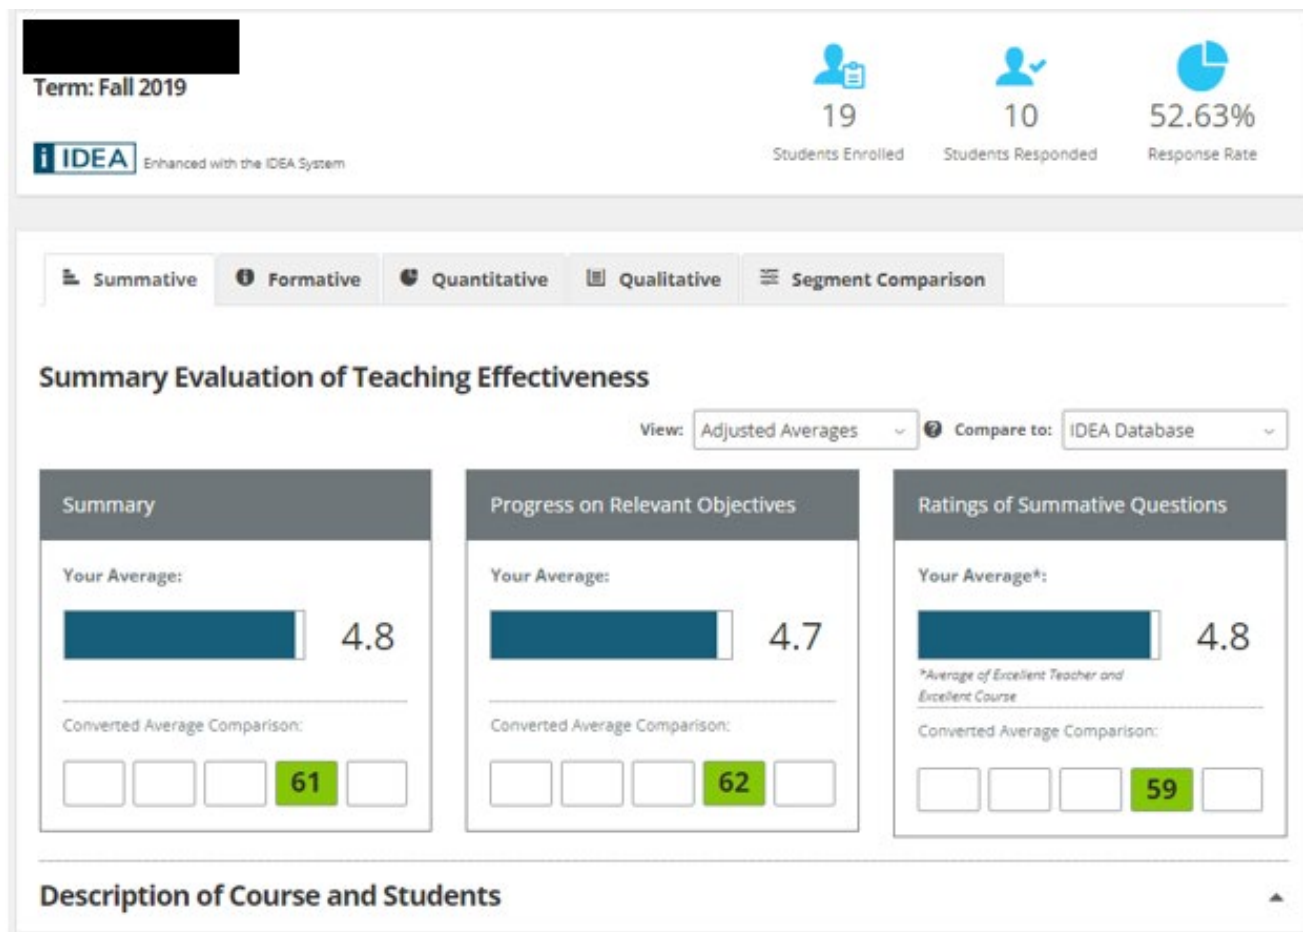 Term: Fall 2019
i IDEA Enhanced with the IDEA System
19
Students Enrolled
10
Students Responded
52.63%
Response Rate
Summative
Formative
Quantitative
Qualitative
Segment Comparison
Summary Evaluation of Teaching Effectiveness
View: Adjusted Averages
Compare to: IDEA Database
Summary
Your Average:
4.8
Converted Average Comparison:
61
Progress on Relevant Objectives
Your Average:
4.7
Converted Average Comparison:
62
Ratings of Summative Questions
Your Average*:
4.8
*Average of Excellent Teacher and
Excellent Course
Converted Average Comparison:
59
Description of Course and Students